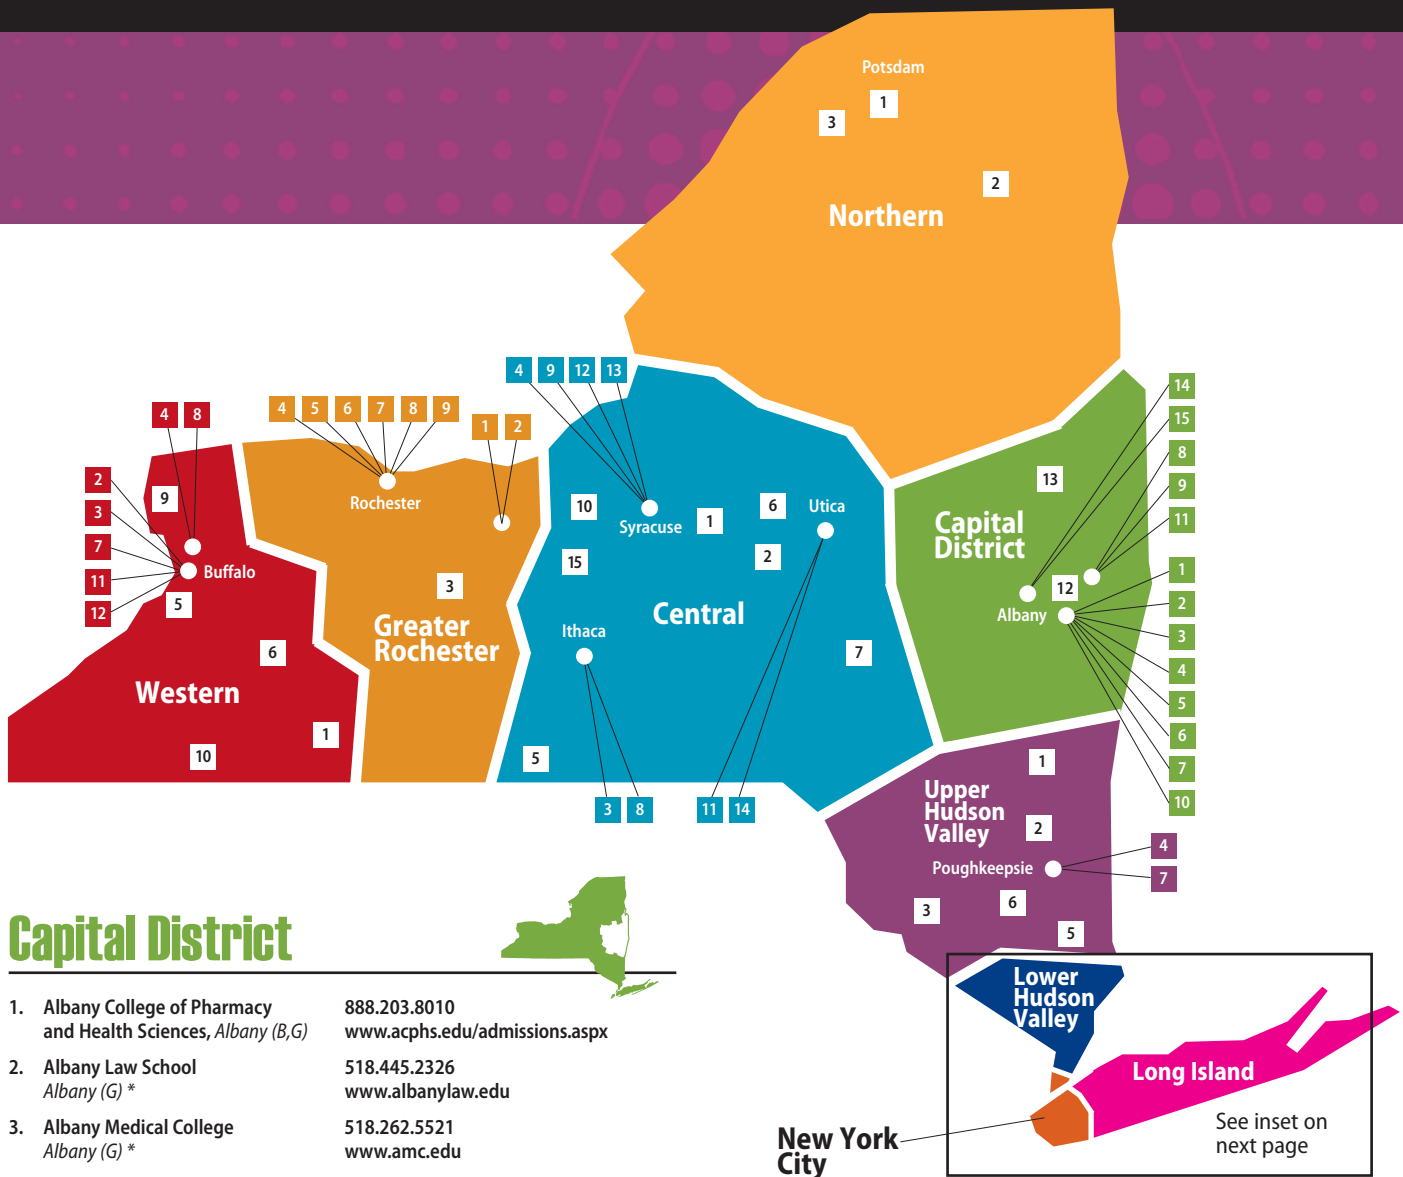 Potsdam
1
3
2
Northern
4 9 12 13
14
15
8
9
11
1
2
3
4
5
6
7
10
4 5 6 7 8 9
1 2
4 8
2
3
7
11
12
9
Buffalo
5
6
Western
1
10
Rochester
3
Greater
Rochester
10
Syracuse
1
6
Utica
2
15
Central
Ithaca
7
5
3 8
11 14
13
Capital
District
12
Albany
1
Upper
Hudson
Valley
2
Poughkeepsie
4
7
6
3
5
Lower
Hudson
Valley
Long Island
See inset on
next page
New York
City
Capital District
1. Albany College of Pharmacy 888.203.8010
and Health Sciences, Albany (B,G) www.acphs.edu/admissions.aspx
2. Albany Law School 518.445.2326
Albany (G) * www.albanylaw.edu
3. Albany Medical College 518.262.5521
Albany (G) * www.amc.edu